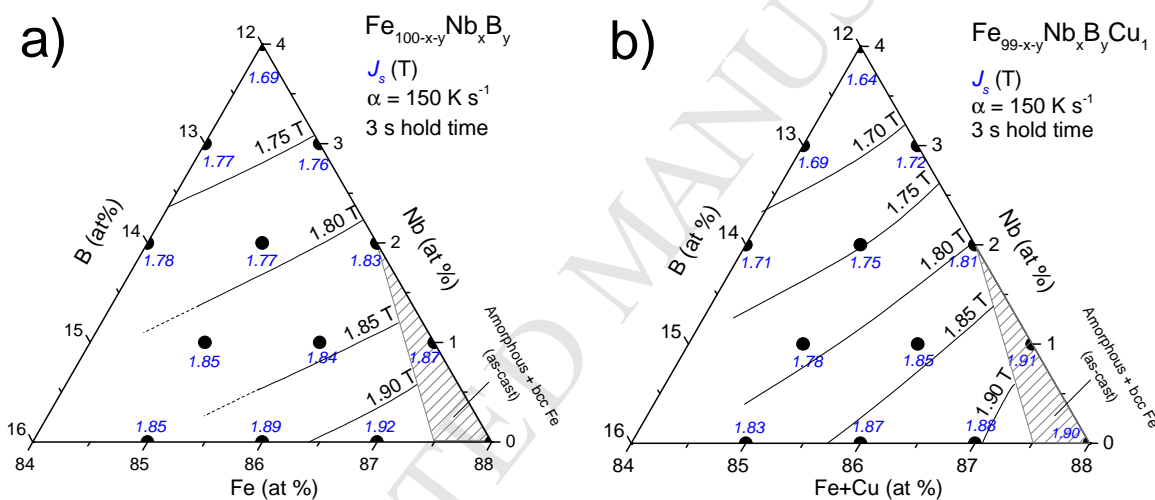 a)
Fe100-x-yNbxBy
Js (T)
α = 150 K s-1
3 s hold time
12
4
1.69
13
1.75 T
3
1.77
1.76
B (at%)
14
1.80 T
Nb (at %)
2
1.78
1.77
1.83
15
1.85 T
1
1.85
1.84
1.87
Amorphous + bcc Fe
(as-cast)
1.90 T
16
1.85
1.89
1.92
0
84
85
86
87
88
Fe (at %)
b)
Fe99-x-yNbxByCu1
Js (T)
α = 150 K s-1
3 s hold time
12
4
1.64
13
1.70 T
3
1.69
1.72
1.75 T
B (at %)
14
1.80 T
Nb (at %)
2
1.71
1.75
1.81
15
1.85 T
1
1.78
1.85
1.91
Amorphous + bcc Fe
(as-cast)
1.90 T
16
1.83
1.87
1.88
1.90
0
84
85
86
87
88
Fe+Cu (at %)
TED MANUS